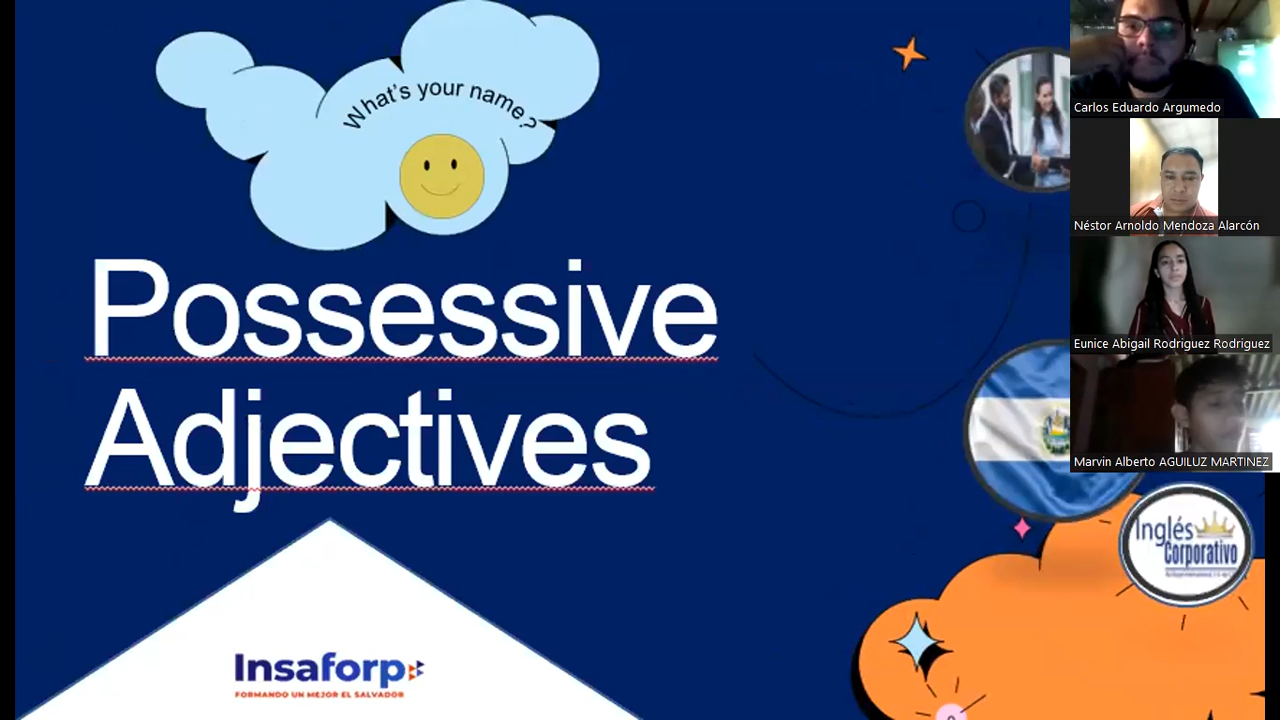 What's your name?
Possessive
Adjectives
Insaforp
FORMANDO UN MEJOR EL SALVADOR
Inglés
Corporativo
Carlos Eduardo Argumedo
Néstor Arnoldo Mendoza Alarcón
Eunice Abigail Rodriguez Rodriguez
Marvin Alberto AGUILUZ MARTINEZ